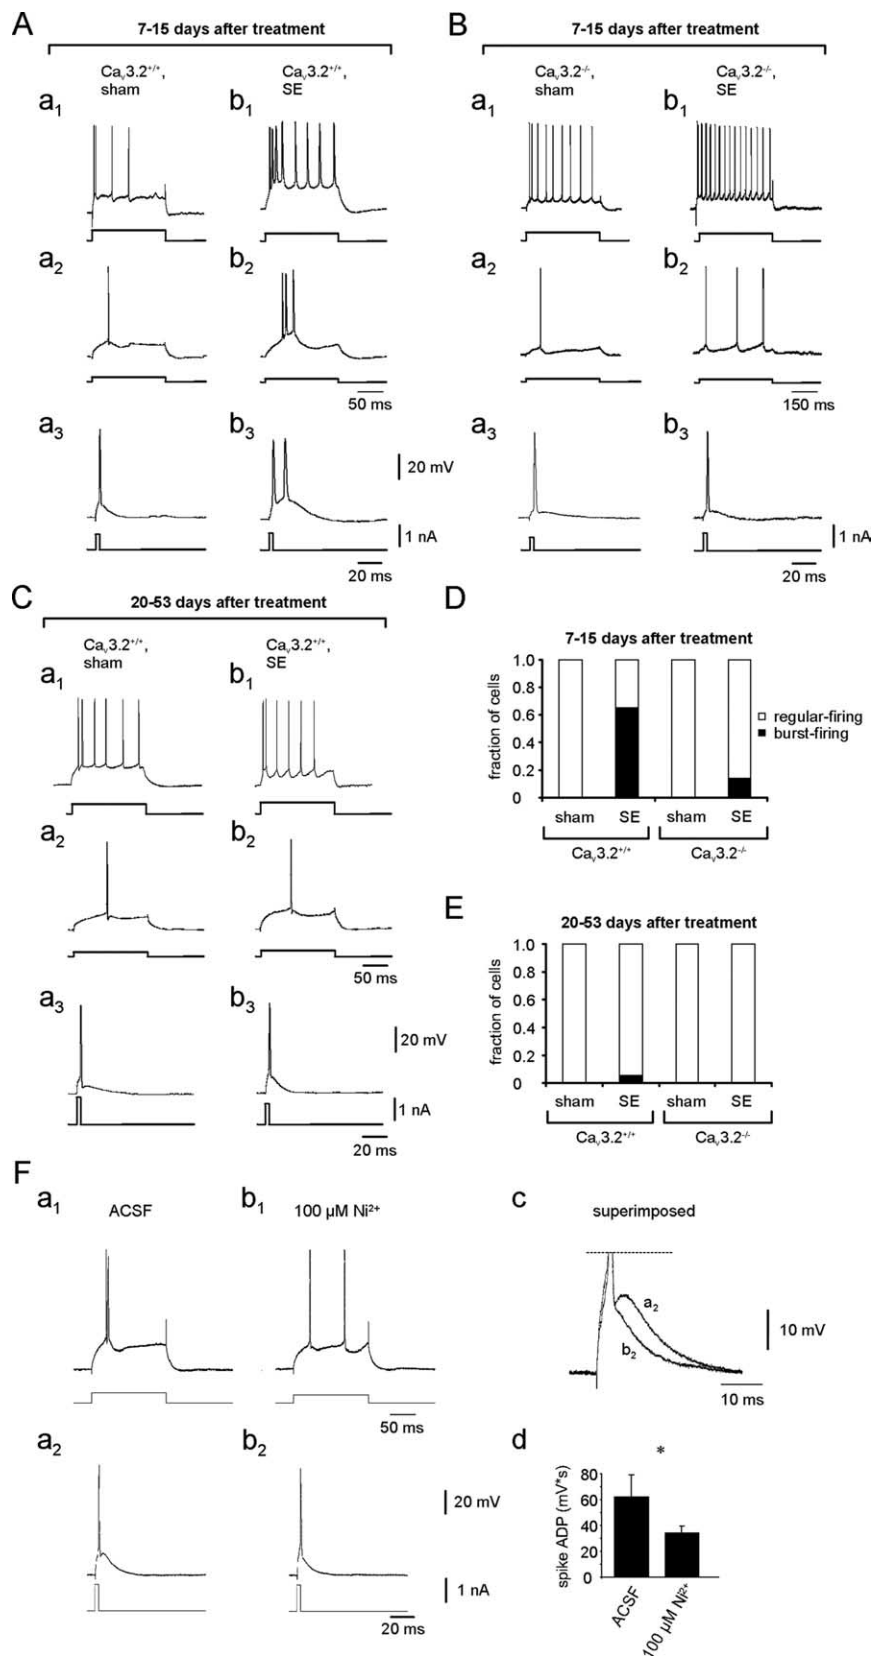 A
7-15 days after treatment
Caᵥ3.2⁺/⁺,
sham
Caᵥ3.2⁺/⁺,
SE
a₁
b₁
a₂
b₂
50 ms
a₃
b₃
20 mV
1 nA
20 ms
B
7-15 days after treatment
Caᵥ3.2⁻/⁻,
sham
Caᵥ3.2⁻/⁻,
SE
a₁
b₁
a₂
b₂
150 ms
a₃
b₃
1 nA
20 ms
C
20-53 days after treatment
Caᵥ3.2⁺/⁺,
sham
Caᵥ3.2⁺/⁺,
SE
a₁
b₁
a₂
b₂
50 ms
a₃
b₃
20 mV
1 nA
20 ms
D
7-15 days after treatment
fraction of cells
1.0
0.8
0.6
0.4
0.2
0
regular-firing
burst-firing
sham SE sham SE
Caᵥ3.2⁺/⁺ Caᵥ3.2⁻/⁻
E
20-53 days after treatment
fraction of cells
1.0
0.8
0.6
0.4
0.2
0
sham SE sham SE
Caᵥ3.2⁺/⁺ Caᵥ3.2⁻/⁻
F
a₁
ACSF
b₁
100 µM Ni²⁺
50 ms
a₂
b₂
20 mV
1 nA
20 ms
c
superimposed
a₂
b₂
10 mV
10 ms
d
*
spike ADP (mV*s)
80
60
40
20
0
ACSF
100 µM Ni²⁺